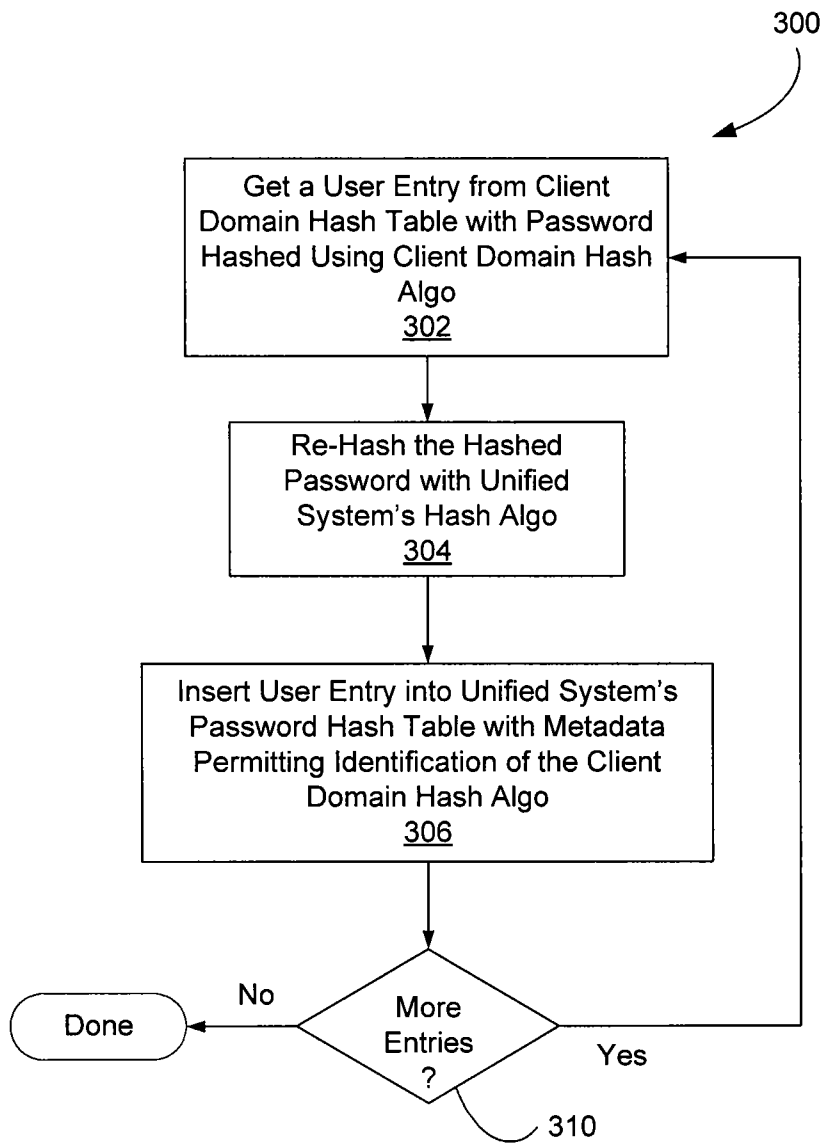 300
Get a User Entry from Client
Domain Hash Table with Password
Hashed Using Client Domain Hash
Algo
302
Re-Hash the Hashed
Password with Unified
System's Hash Algo
304
Insert User Entry into Unified System's
Password Hash Table with Metadata
Permitting Identification of the Client
Domain Hash Algo
306
No
Done
More
Entries
?
Yes
310